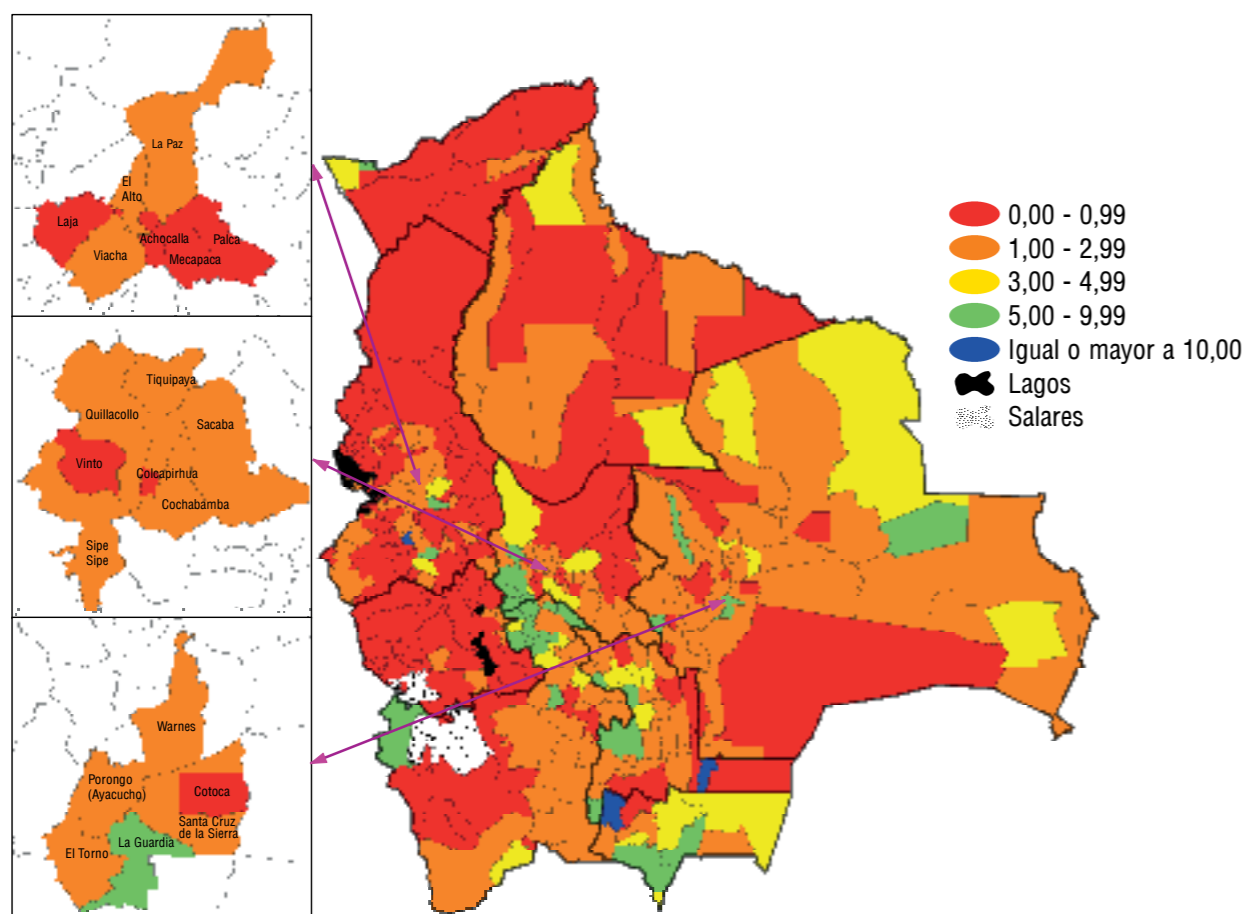 La Paz
El
Alto
Laja
Achocalla
Palca
Viacha
Mecapaca
Tiquipaya
Quillacollo
Sacaba
Vinto
Colcapirhua
Cochabamba
Sipe
Sipe
Warnes
Porongo
(Ayacucho)
Cotoca
Santa Cruz
de la Sierra
La Guardia
El Torno
0,00 - 0,99
1,00 - 2,99
3,00 - 4,99
5,00 - 9,99
Igual o mayor a 10,00
Lagos
Salares